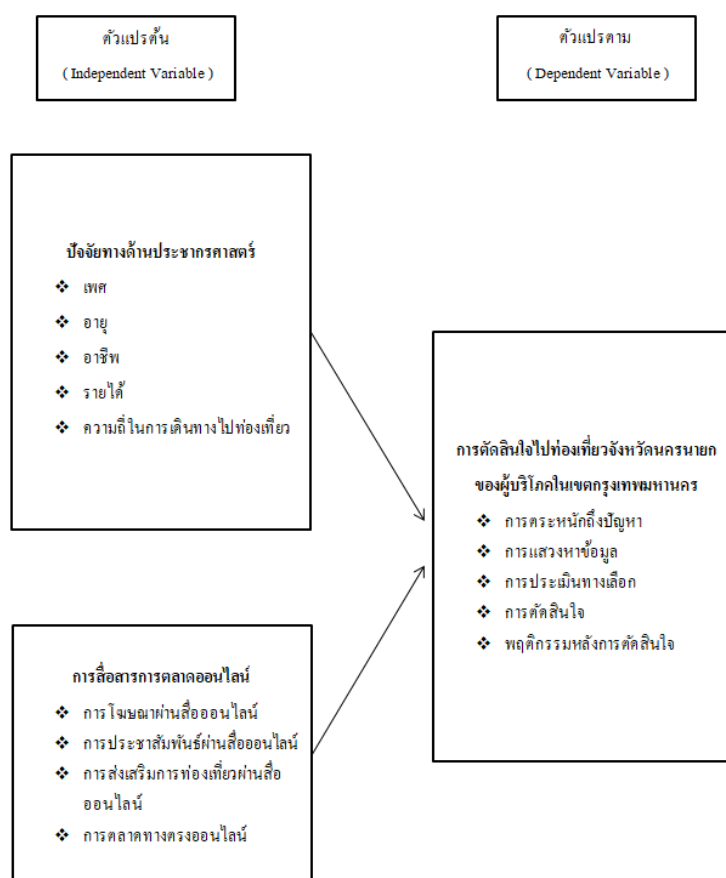 ตัวแปรต้น
( Independent Variable )
ตัวแปรตาม
( Dependent Variable )
ปัจจัยทางด้านประชากรศาสตร์
❖ เพศ
❖ อายุ
❖ อาชีพ
❖ รายได้
❖ ความถี่ในการเดินทางไปท่องเที่ยว
การสื่อสารการตลาดออนไลน์
❖ การโฆษณาผ่านสื่อออนไลน์
❖ การประชาสัมพันธ์ผ่านสื่อออนไลน์
❖ การส่งเสริมการท่องเที่ยวผ่านสื่อ
ออนไลน์
❖ การตลาดทางตรงออนไลน์
การตัดสินใจไปท่องเที่ยวจังหวัดนครนายก
ของผู้บริโภคในเขตกรุงเทพมหานคร
❖ การตระหนักถึงปัญหา
❖ การแสวงหาข้อมูล
❖ การประเมินทางเลือก
❖ การตัดสินใจ
❖ พฤติกรรมหลังการตัดสินใจ